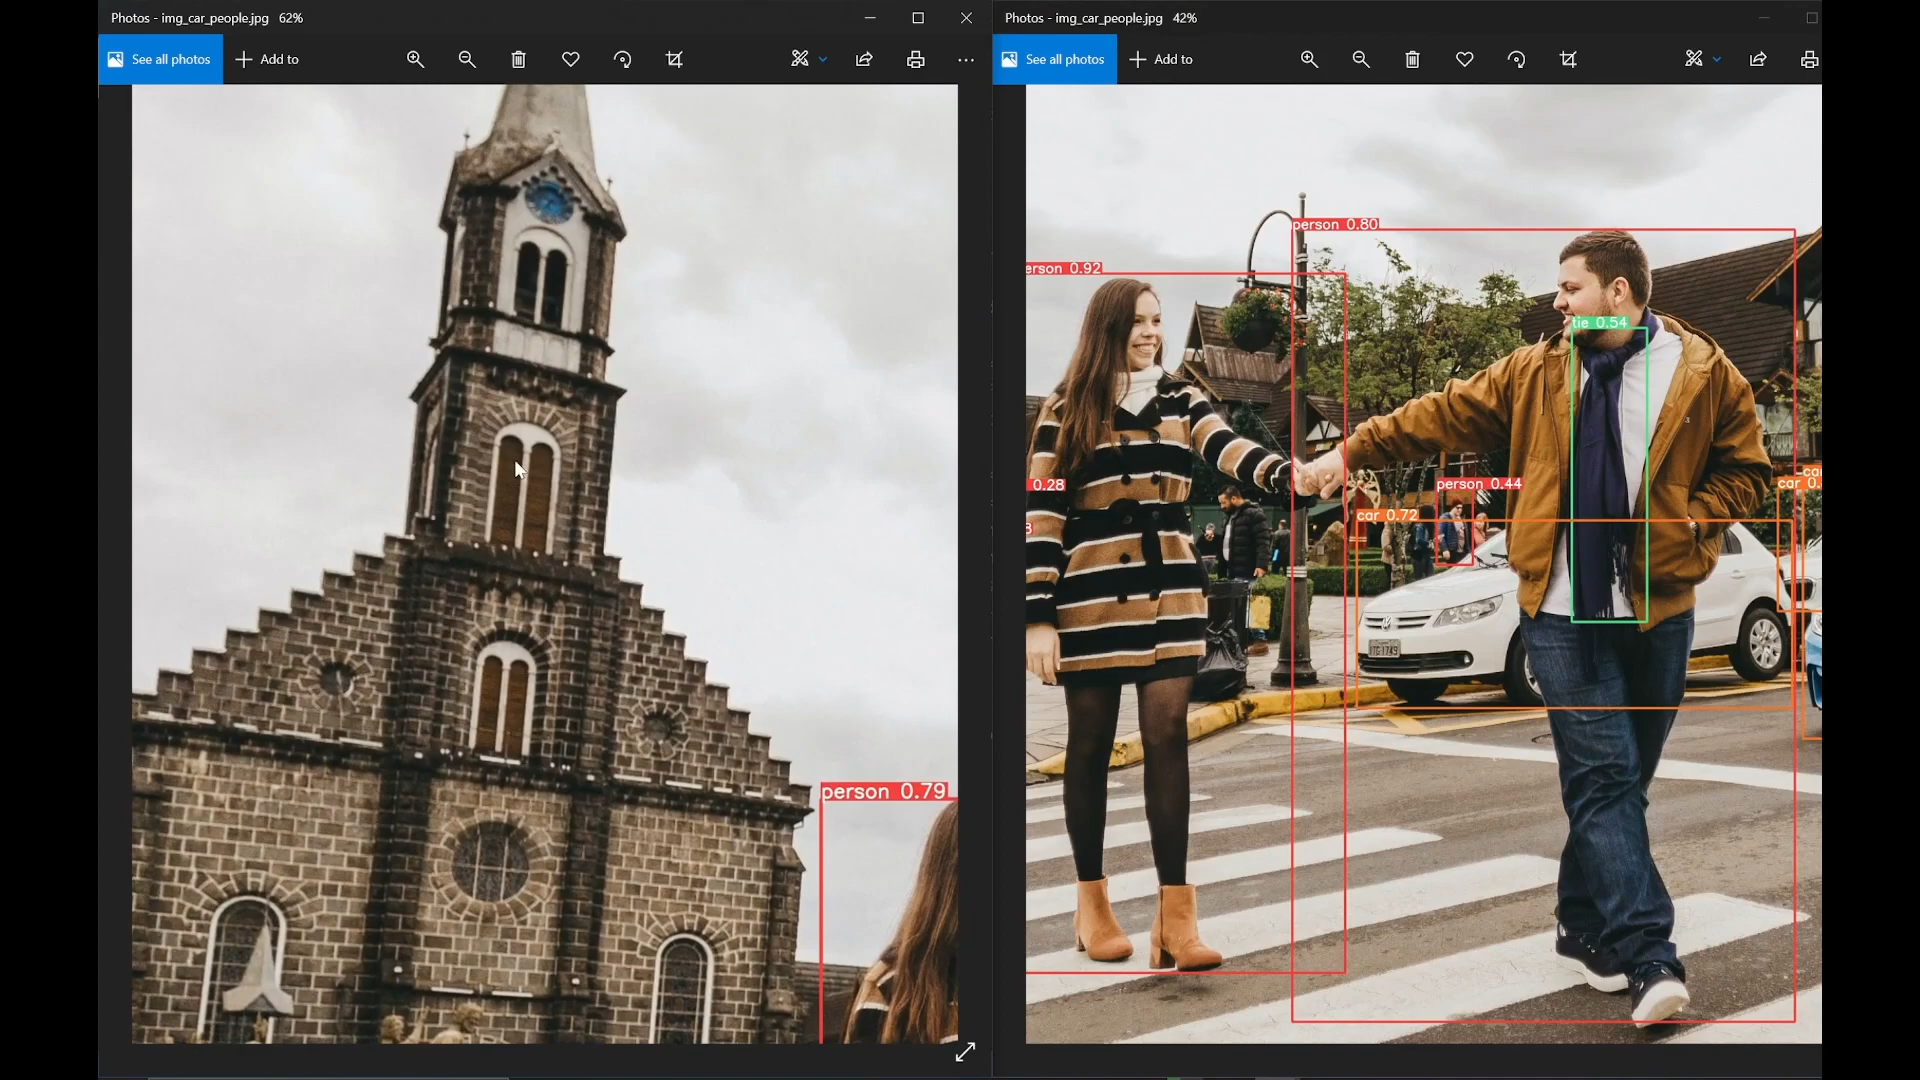 Photos - img_car_people.jpg 62%
See all photos
Add to
person 0.79
Photos - img_car_people.jpg 42%
See all photos
Add to
person 0.80
erson 0.92
tie 0.54
0.28
person 0.44
car 0.72
car 0.